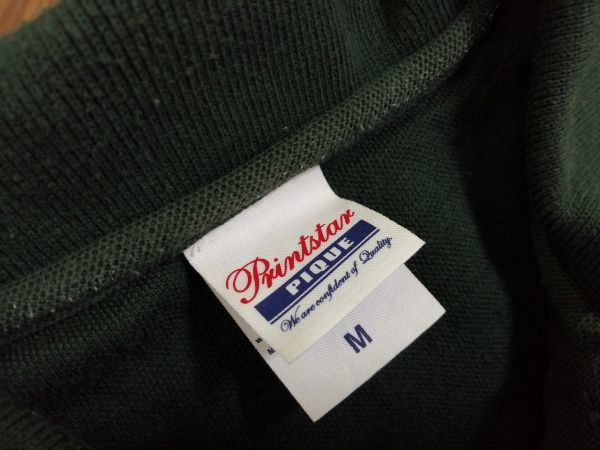 Printstar
PIQUE
We are confident of Quality.
M